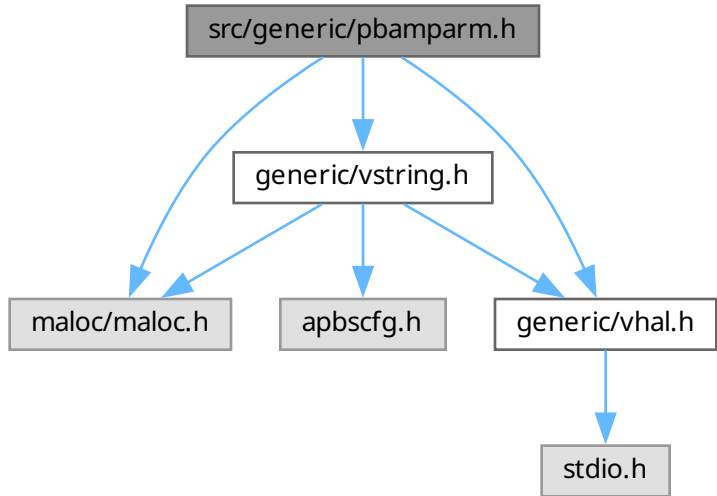 src/generic/pbamparm.h
generic/vstring.h
maloc/maloc.h
apbscfg.h
generic/vhal.h
stdio.h